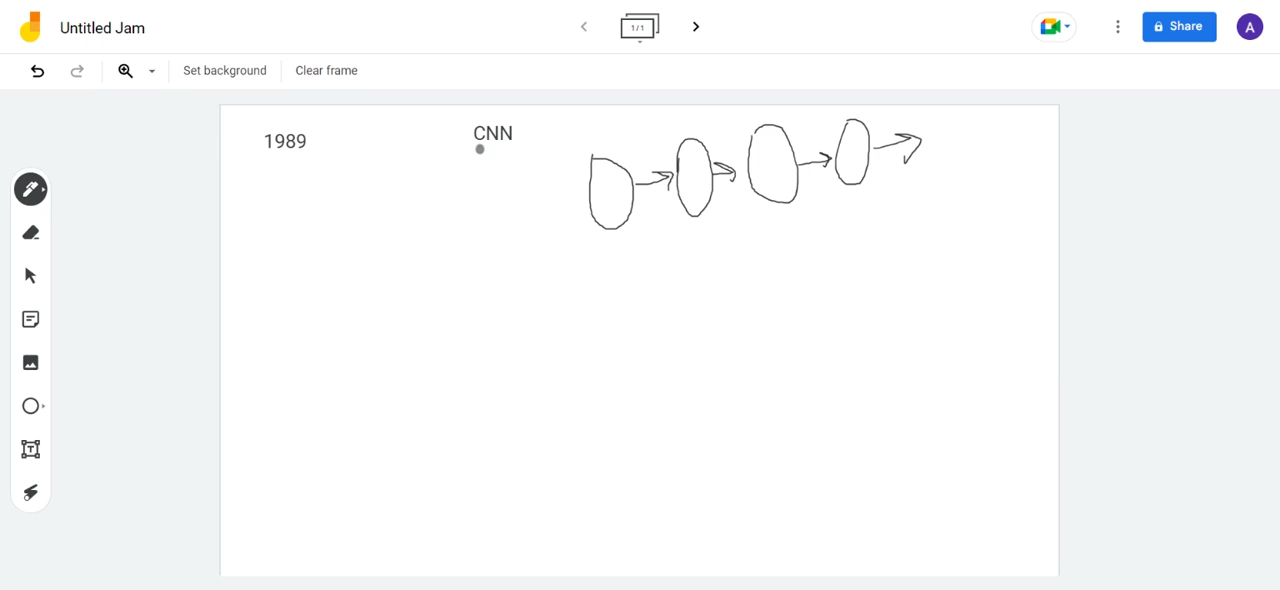 Untitled Jam
1/1
Share
A
Set background
Clear frame
1989
CNN